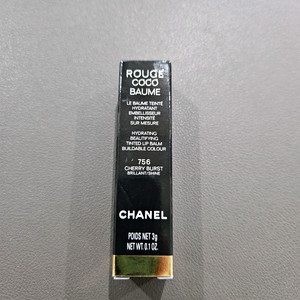 ROUGE
COCO
BAUME
LE BAUME TEINTÉ
HYDRATANT
EMBELLISSEUR
INTENSITÉ
SUR MESURE
HYDRATING
BEAUTIFYING
TINTED LIP BALM
BUILDABLE COLOUR
756
CHERRY BURST
BRILLANT/SHINE
CHANEL
POIDS NET 3g
NET WT. 0.1 OZ.